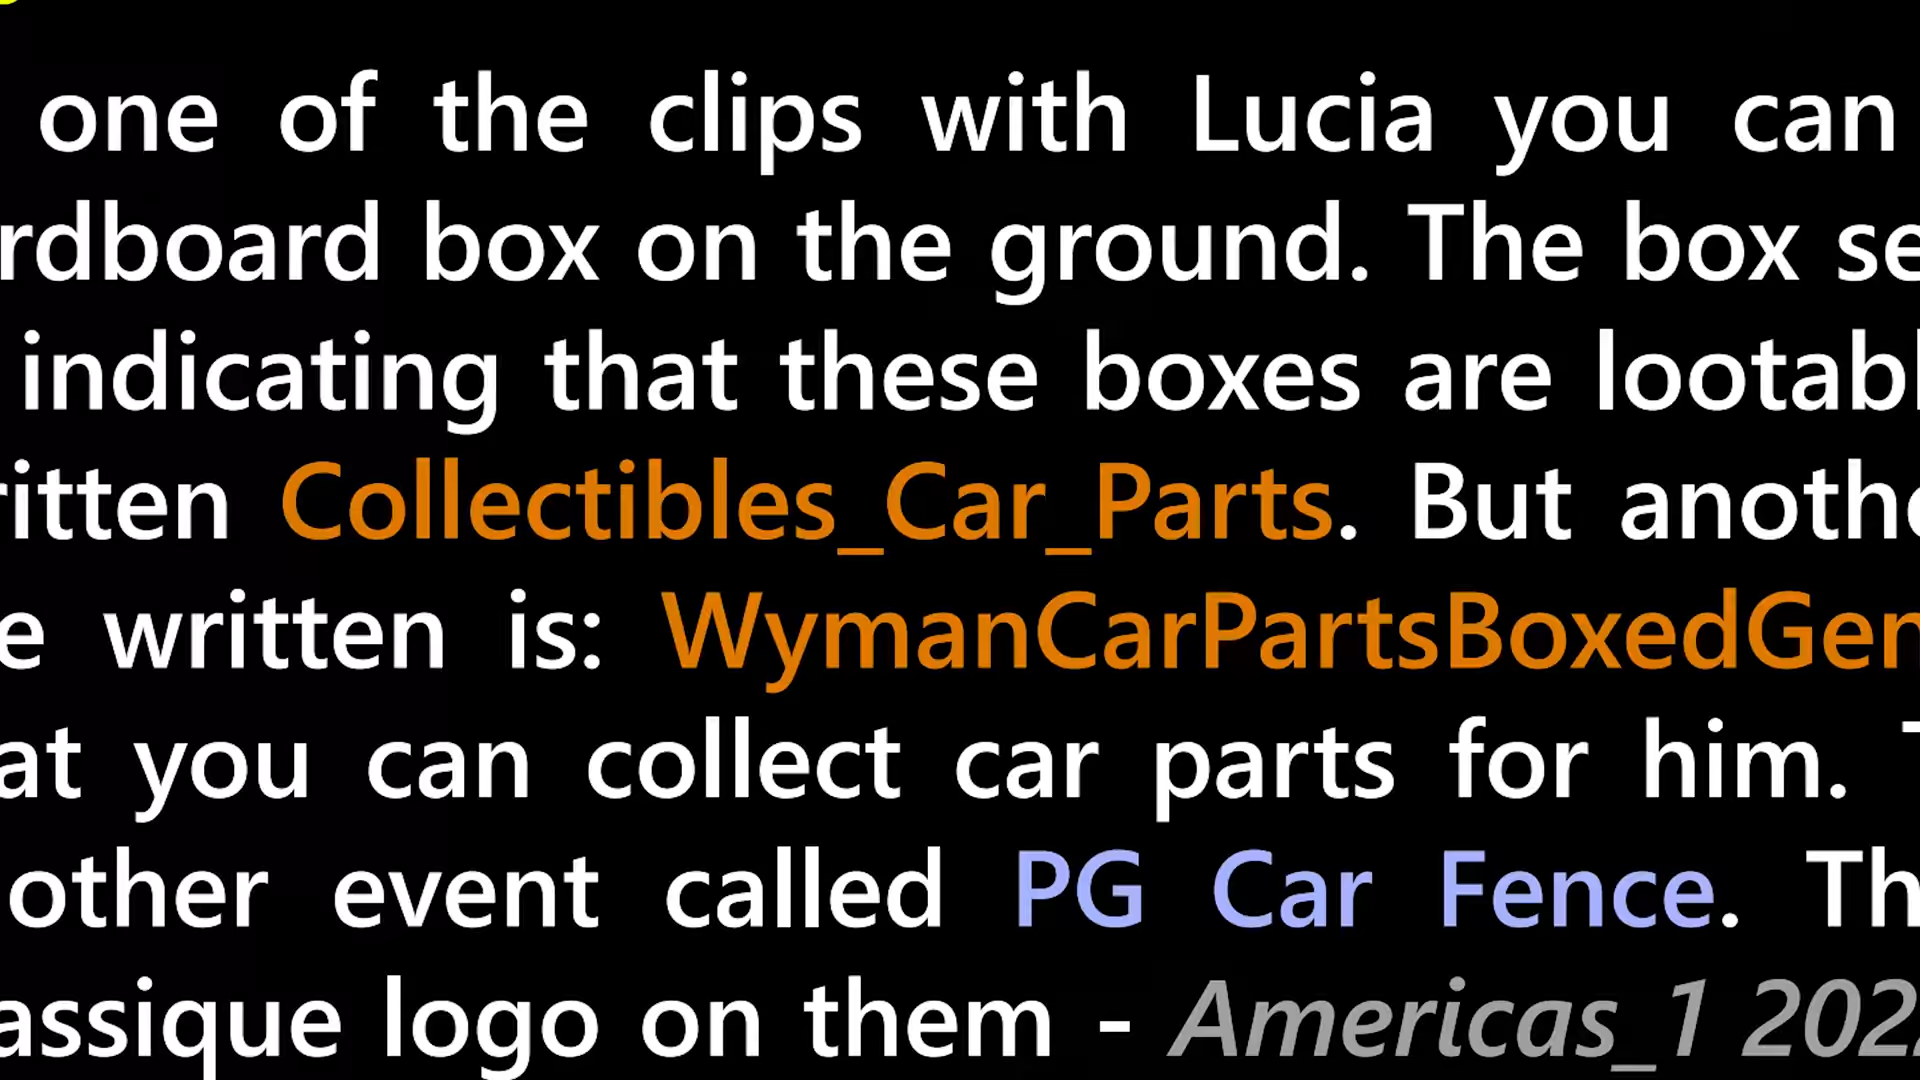 one of the clips with Lucia you can
rdboard box on the ground. The box se
indicating that these boxes are lootabl
ritten Collectibles_Car_Parts. But anothe
e written is: WymanCarPartsBoxedGen
at you can collect car parts for him. T
other event called PG Car Fence. Th
assique logo on them - Americas_1 202